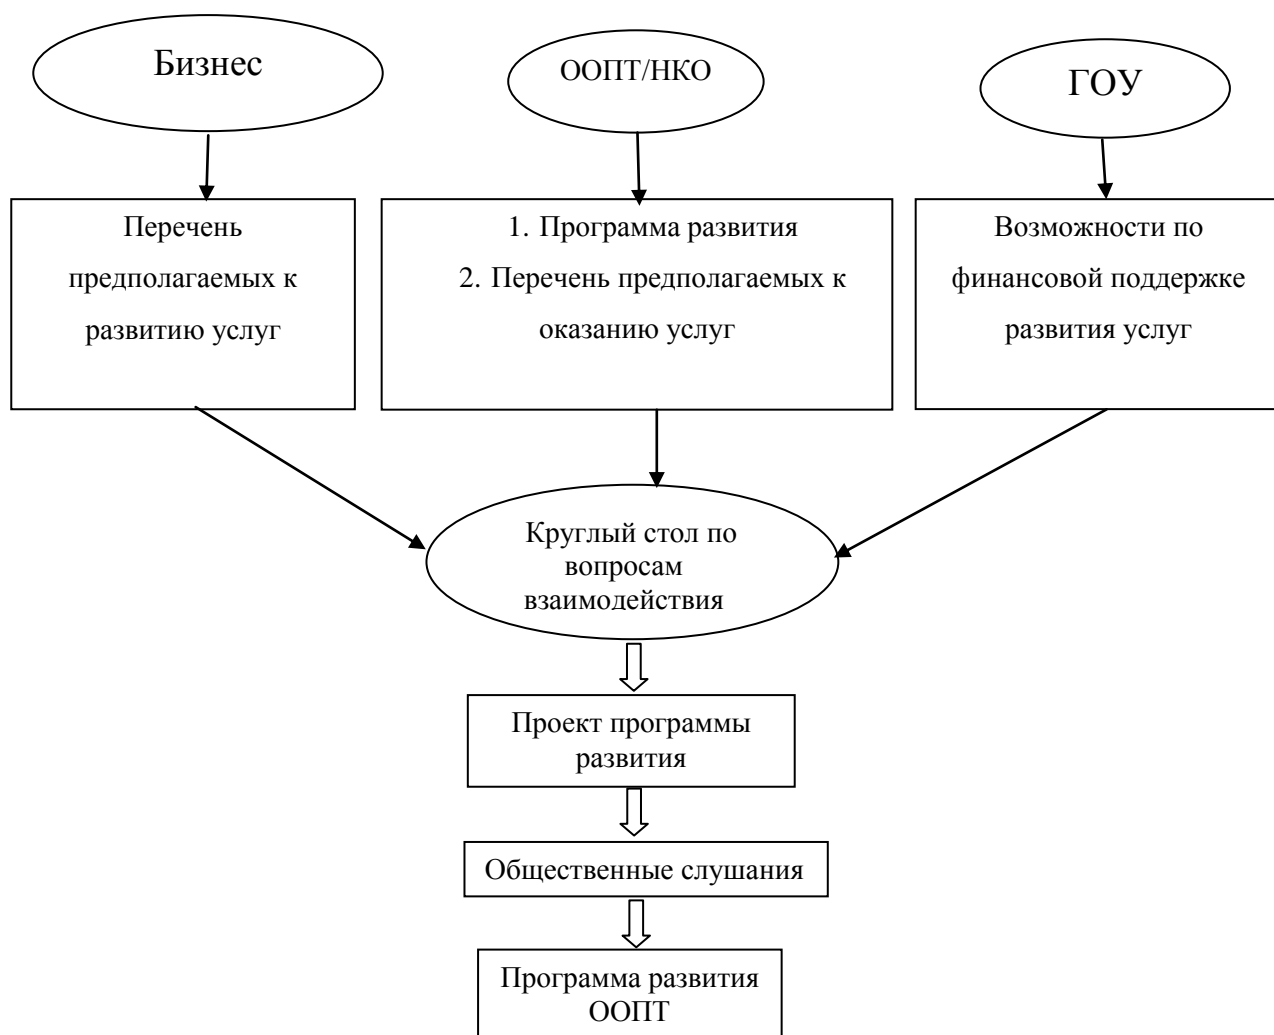 Бизнес
ООПТ/НКО
ГОУ
Перечень
предполагаемых к
развитию услуг
1. Программа развития
2. Перечень предполагаемых к
оказанию услуг
Возможности по
финансовой поддержке
развития услуг
Круглый стол по
вопросам
взаимодействия
Проект программы
развития
Общественные слушания
Программа развития
ООПТ